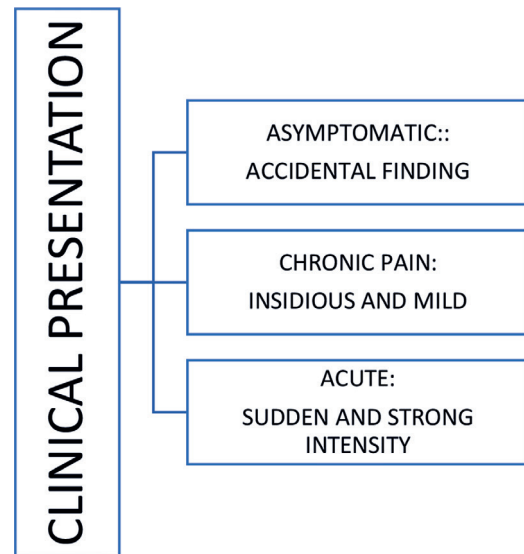 CLINICAL PRESENTATION
ASYMPTOMATIC::
ACCIDENTAL FINDING
CHRONIC PAIN:
INSIDIOUS AND MILD
ACUTE:
SUDDEN AND STRONG
INTENSITY